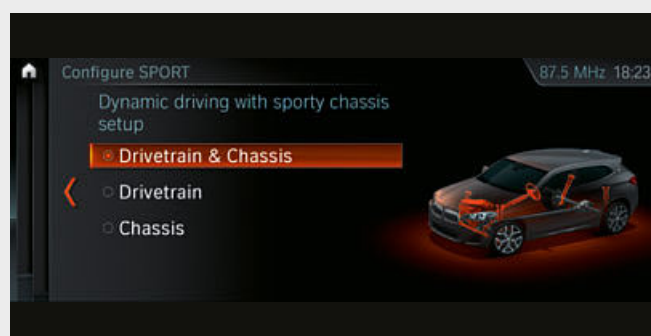 Configure SPORT
87.5 MHz 18:23
Dynamic driving with sporty chassis
setup
Drivetrain & Chassis
Drivetrain
Chassis